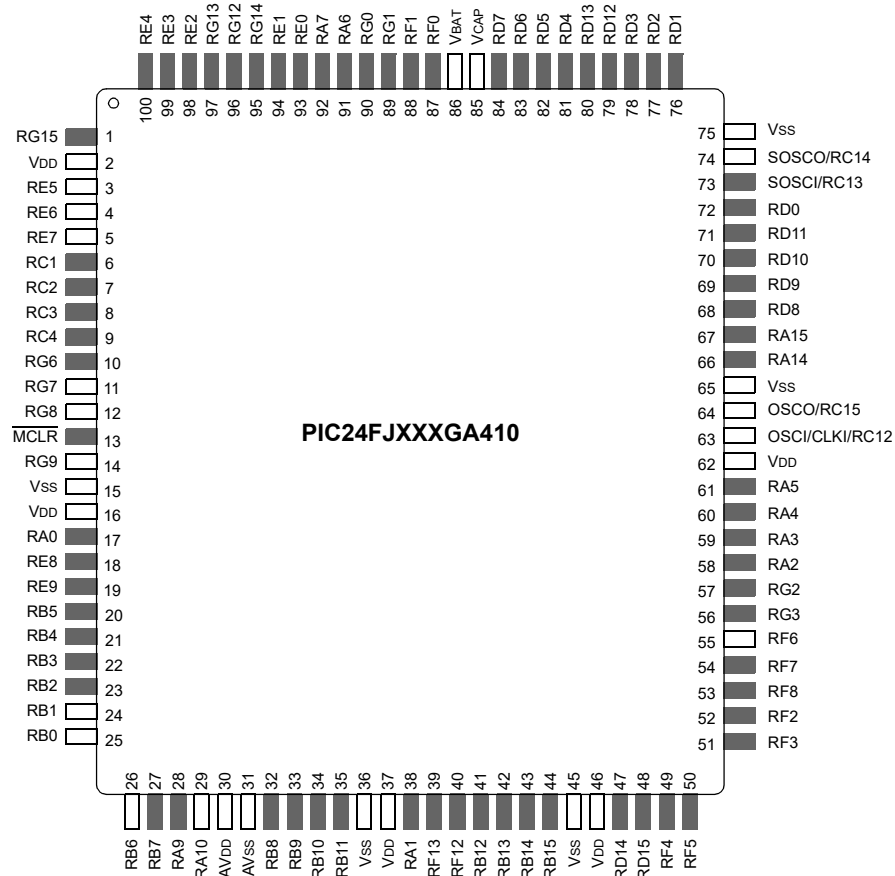 RE4 RE3 RE2 RG13 RG12 RG14 RE1 RE0 RA7 RA6 RG0 RG1 RF1 RF0 VBAT VCAP RD7 RD6 RD5 RD4 RD13 RD12 RD3 RD2 RD1
100 99 98 97 96 95 94 93 92 91 90 89 88 87 86 85 84 83 82 81 80 79 78 77 76
RG15 1
VDD 2
RE5 3
RE6 4
RE7 5
RC1 6
RC2 7
RC3 8
RC4 9
RG6 10
RG7 11
RG8 12
MCLR 13
RG9 14
VSS 15
VDD 16
RA0 17
RE8 18
RE9 19
RB5 20
RB4 21
RB3 22
RB2 23
RB1 24
RB0 25
PIC24FJXXXGA410
75 VSS
74 SOSCO/RC14
73 SOSCI/RC13
72 RD0
71 RD11
70 RD10
69 RD9
68 RD8
67 RA15
66 RA14
65 VSS
64 OSCO/RC15
63 OSCI/CLKI/RC12
62 VDD
61 RA5
60 RA4
59 RA3
58 RA2
57 RG2
56 RG3
55 RF6
54 RF7
53 RF8
52 RF2
51 RF3
26 27 28 29 30 31 32 33 34 35 36 37 38 39 40 41 42 43 44 45 46 47 48 49 50
RB6 RB7 RA9 RA10 AVDD AVSS RB8 RB9 RB10 RB11 VSS VDD RA1 RF13 RF12 RB12 RB13 RB14 RB15 VSS VDD RD14 RD15 RF4 RF5